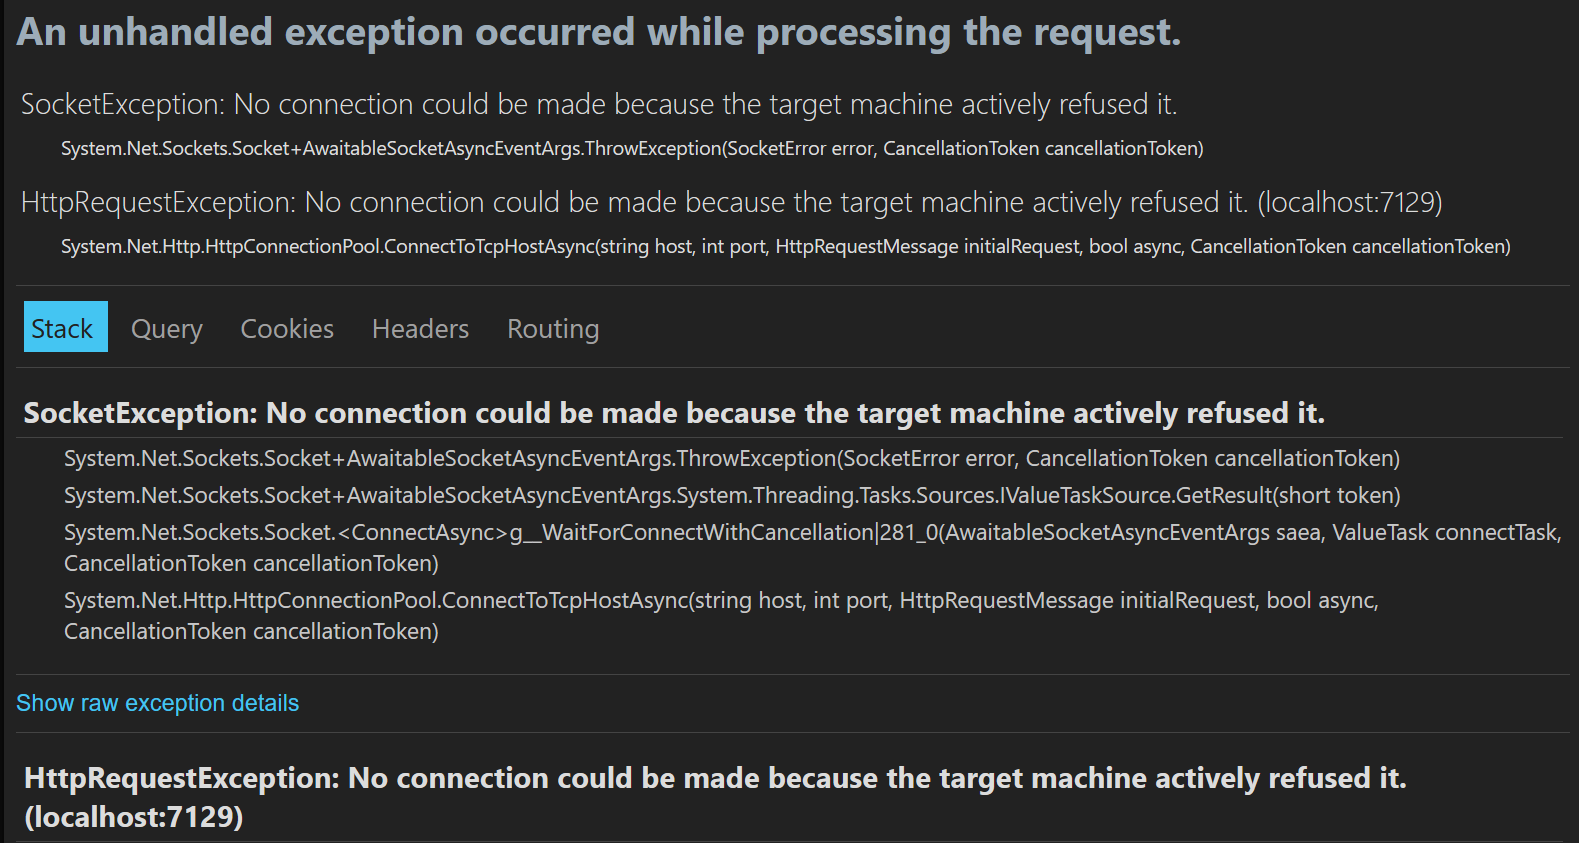 An unhandled exception occurred while processing the request.
SocketException: No connection could be made because the target machine actively refused it.
System.Net.Sockets.Socket+AwaitableSocketAsyncEventArgs.ThrowException(SocketError error, CancellationToken cancellationToken)
HttpRequestException: No connection could be made because the target machine actively refused it. (localhost:7129)
System.Net.Http.HttpConnectionPool.ConnectToTcpHostAsync(string host, int port, HttpRequestMessage initialRequest, bool async, CancellationToken cancellationToken)
Stack Query Cookies Headers Routing
SocketException: No connection could be made because the target machine actively refused it.
System.Net.Sockets.Socket+AwaitableSocketAsyncEventArgs.ThrowException(SocketError error, CancellationToken cancellationToken)
System.Net.Sockets.Socket+AwaitableSocketAsyncEventArgs.System.Threading.Tasks.Sources.IValueTaskSource.GetResult(short token)
System.Net.Sockets.Socket.<ConnectAsync>g__WaitForConnectWithCancellation|281_0(AwaitableSocketAsyncEventArgs saea, ValueTask connectTask,
CancellationToken cancellationToken)
System.Net.Http.HttpConnectionPool.ConnectToTcpHostAsync(string host, int port, HttpRequestMessage initialRequest, bool async,
CancellationToken cancellationToken)
Show raw exception details
HttpRequestException: No connection could be made because the target machine actively refused it.
(localhost:7129)